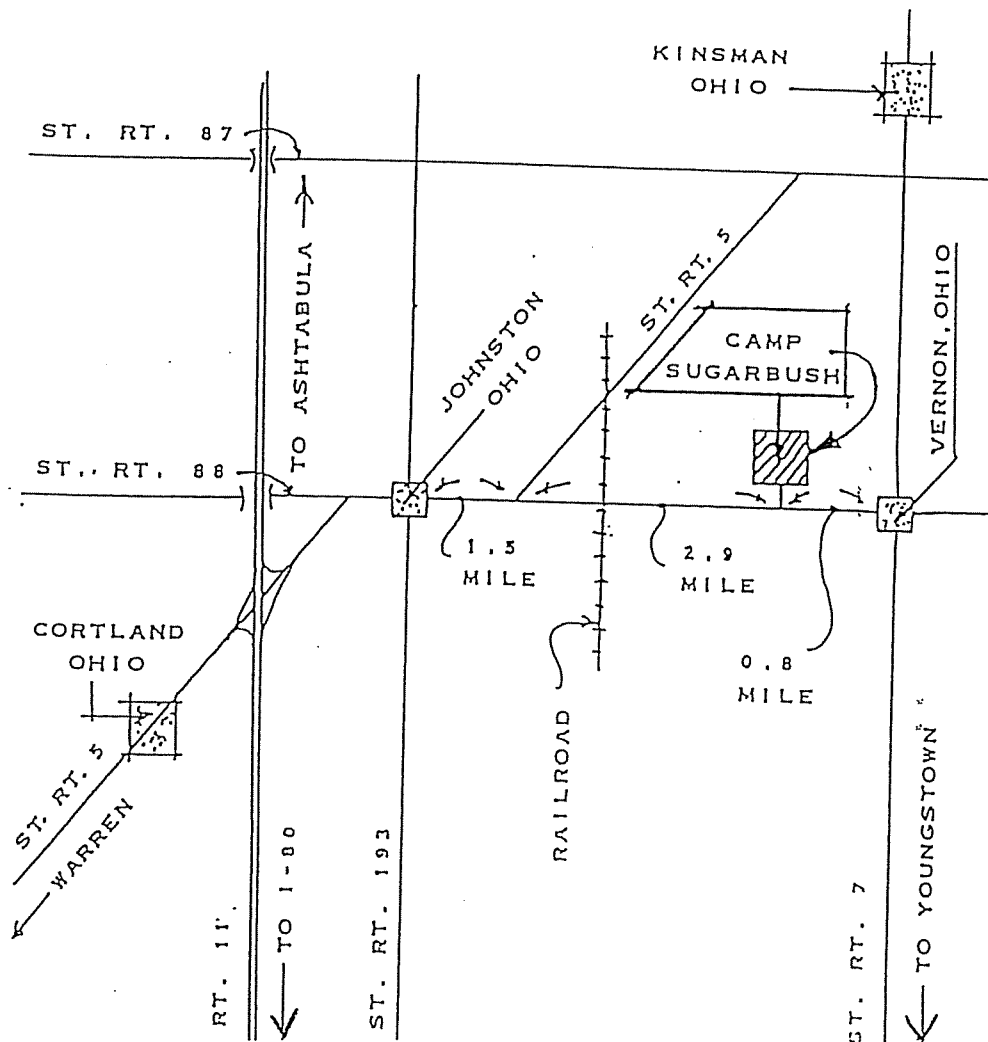 KINSMAN
OHIO
ST. RT. 87
TO ASHTABULA
ST. RT. 5
JOHNSTON
OHIO
CAMP
SUGARBUSH
VERNON, OHIO
ST. RT. 88
1.5
MILE
2.9
MILE
0.8
MILE
CORTLAND
OHIO
RAILROAD
ST. RT. 5
WARREN
RT. 11
TO I-80
ST. RT. 193
ST. RT. 7
TO YOUNGSTOWN